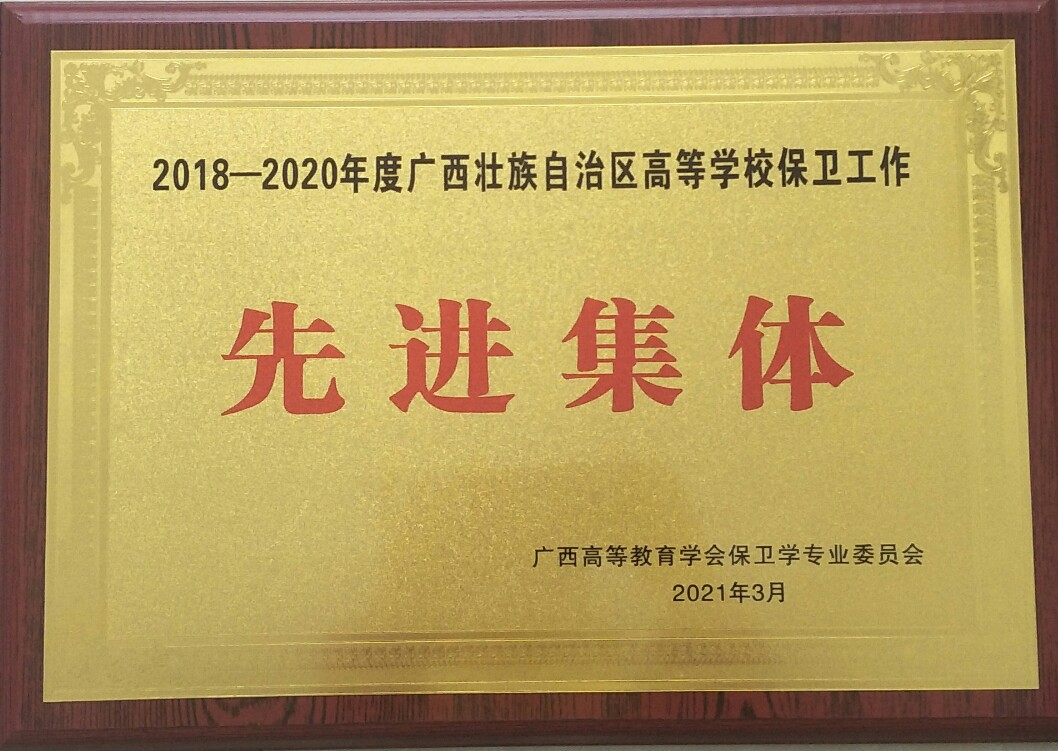 2018—2020年度广西壮族自治区高等学校保卫工作
先进集体
广西高等教育学会保卫学专业委员会
2021年3月